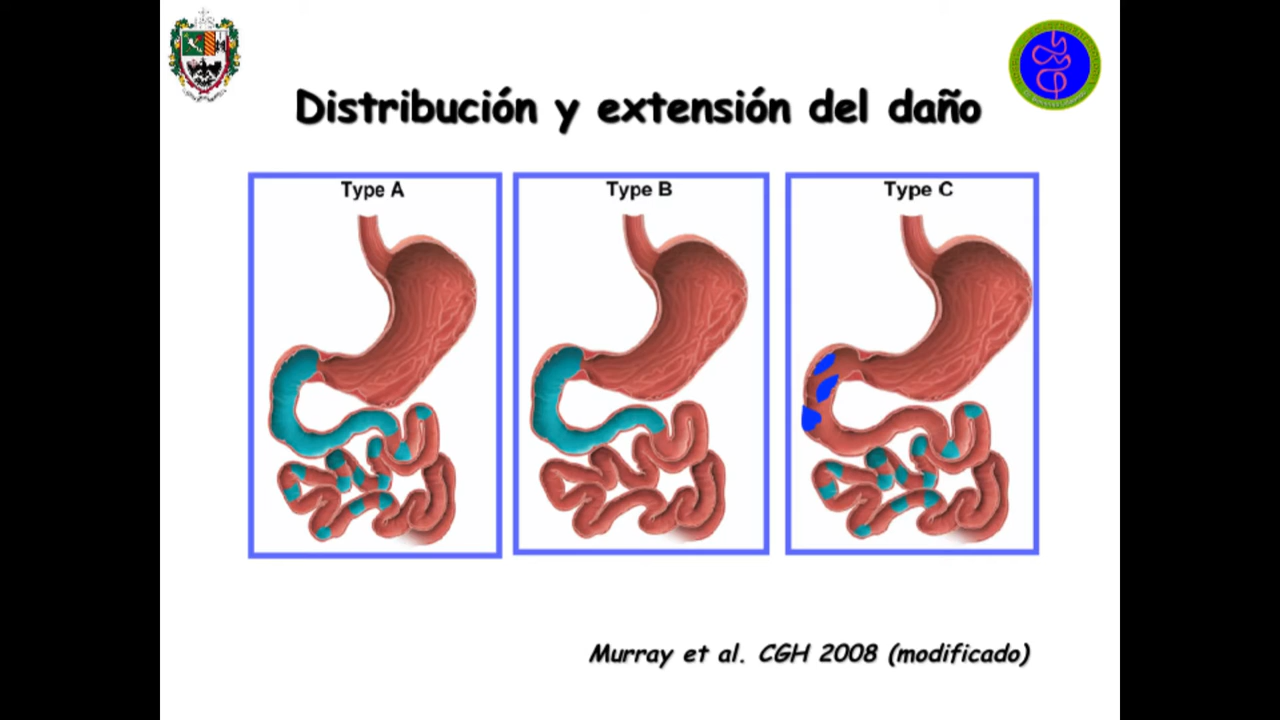 Distribución y extensión del daño
Type A
Type B
Type C
Murray et al. CGH 2008 (modificado)